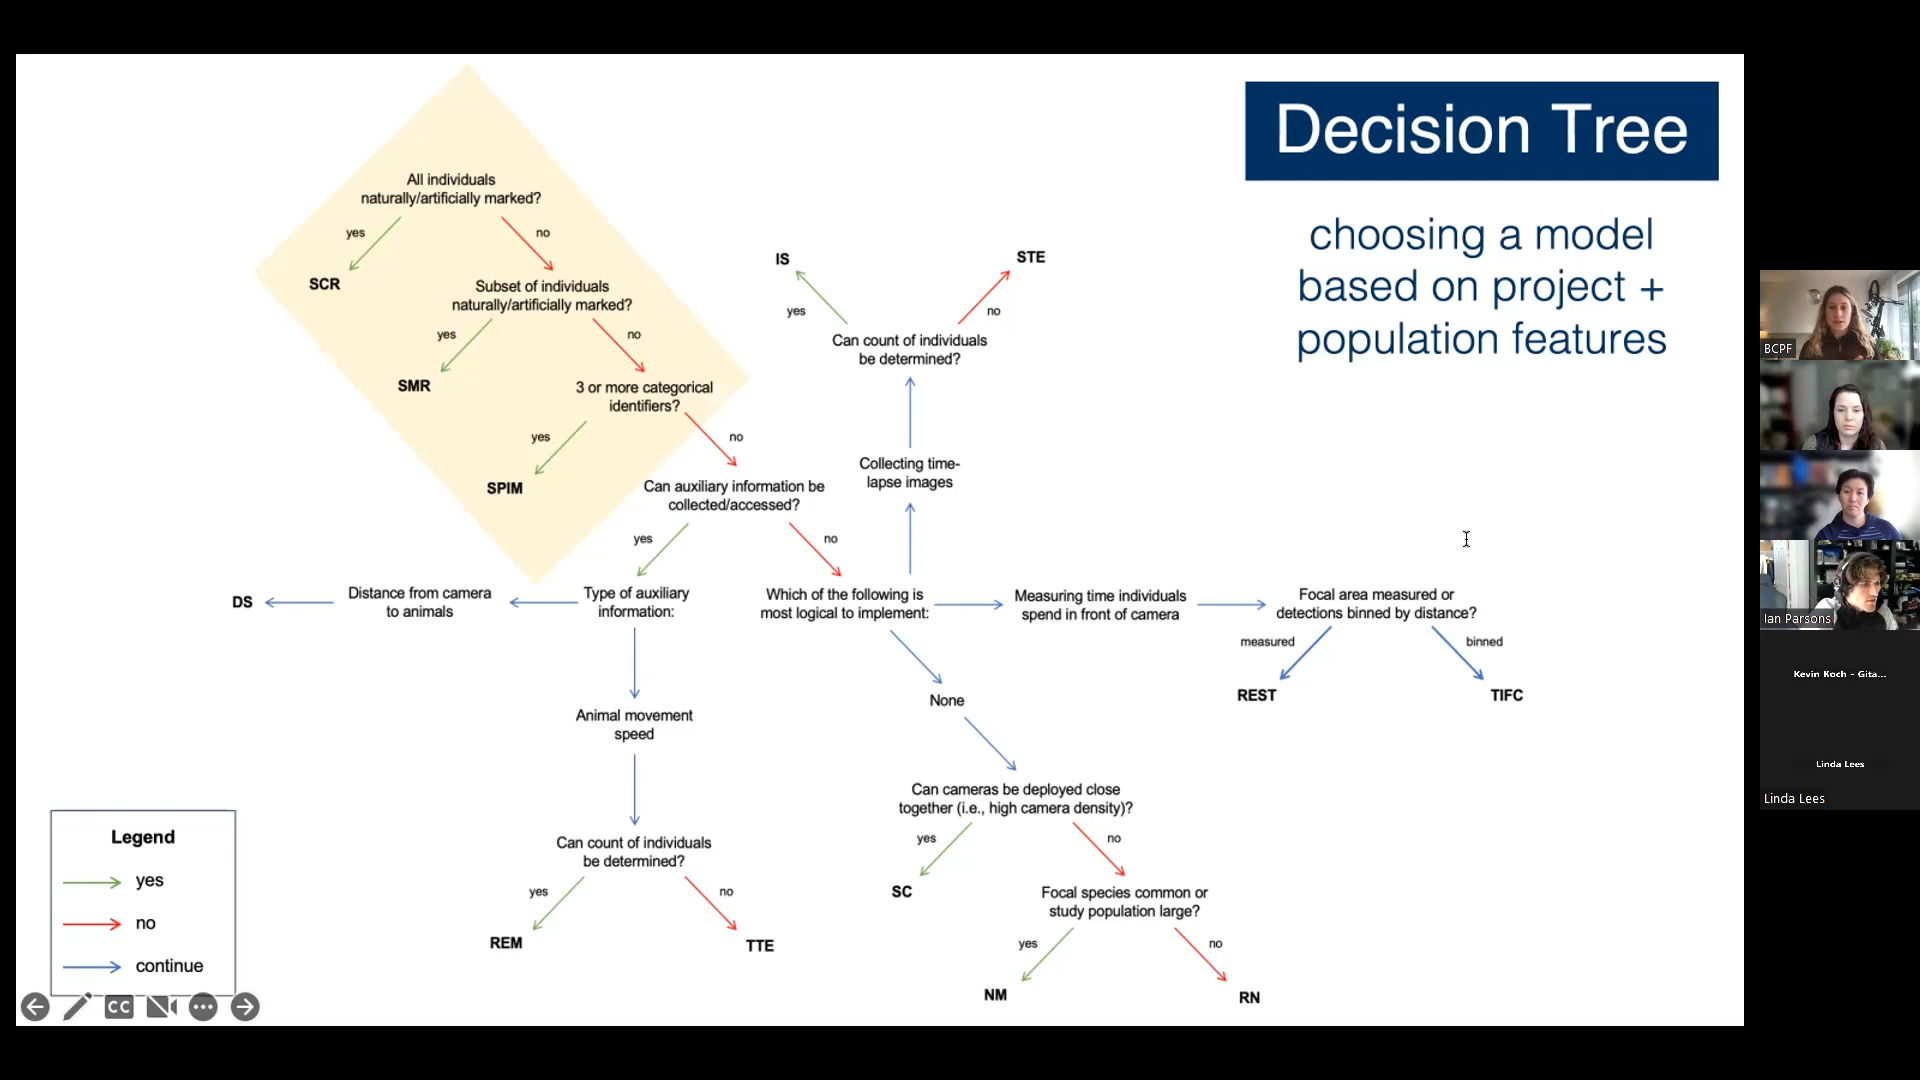 Decision Tree
choosing a model
based on project +
population features
All individuals
naturally/artificially marked?
yes
no
SCR
Subset of individuals
naturally/artificially marked?
yes
no
SMR
3 or more categorical
identifiers?
yes
no
SPIM
Can auxiliary information be
collected/accessed?
yes
no
IS
STE
yes
no
Can count of individuals
be determined?
Collecting time-
lapse images
DS
Distance from camera
to animals
Type of auxiliary
information:
Which of the following is
most logical to implement:
Measuring time individuals
spend in front of camera
Focal area measured or
detections binned by distance?
measured
binned
REST
TIFC
None
Animal movement
speed
Can count of individuals
be determined?
yes
no
REM
TTE
Can cameras be deployed close
together (i.e., high camera density)?
yes
no
SC
Focal species common or
study population large?
yes
no
NM
RN
Legend
yes
no
continue
CC
BCPF
Ian Parsons
Kevin Koch - Gita...
Linda Lees
Linda Lees